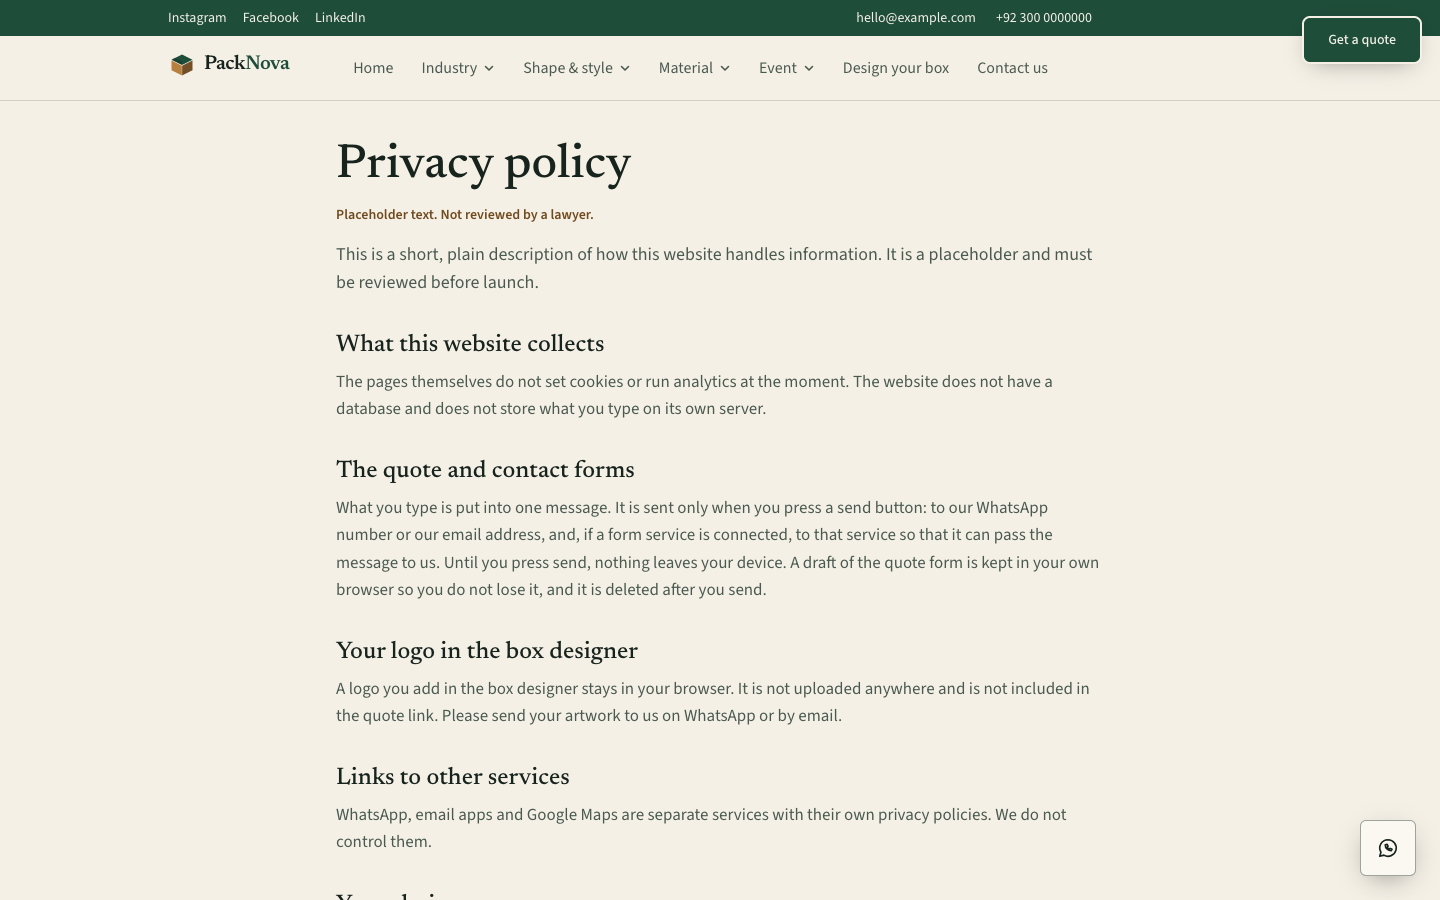 Instagram Facebook LinkedIn hello@example.com +92 300 0000000
Get a quote
PackNova Home Industry Shape & style Material Event Design your box Contact us
Privacy policy
Placeholder text. Not reviewed by a lawyer.
This is a short, plain description of how this website handles information. It is a placeholder and must
be reviewed before launch.
What this website collects
The pages themselves do not set cookies or run analytics at the moment. The website does not have a
database and does not store what you type on its own server.
The quote and contact forms
What you type is put into one message. It is sent only when you press a send button: to our WhatsApp
number or our email address, and, if a form service is connected, to that service so that it can pass the
message to us. Until you press send, nothing leaves your device. A draft of the quote form is kept in your own
browser so you do not lose it, and it is deleted after you send.
Your logo in the box designer
A logo you add in the box designer stays in your browser. It is not uploaded anywhere and is not included in
the quote link. Please send your artwork to us on WhatsApp or by email.
Links to other services
WhatsApp, email apps and Google Maps are separate services with their own privacy policies. We do not
control them.